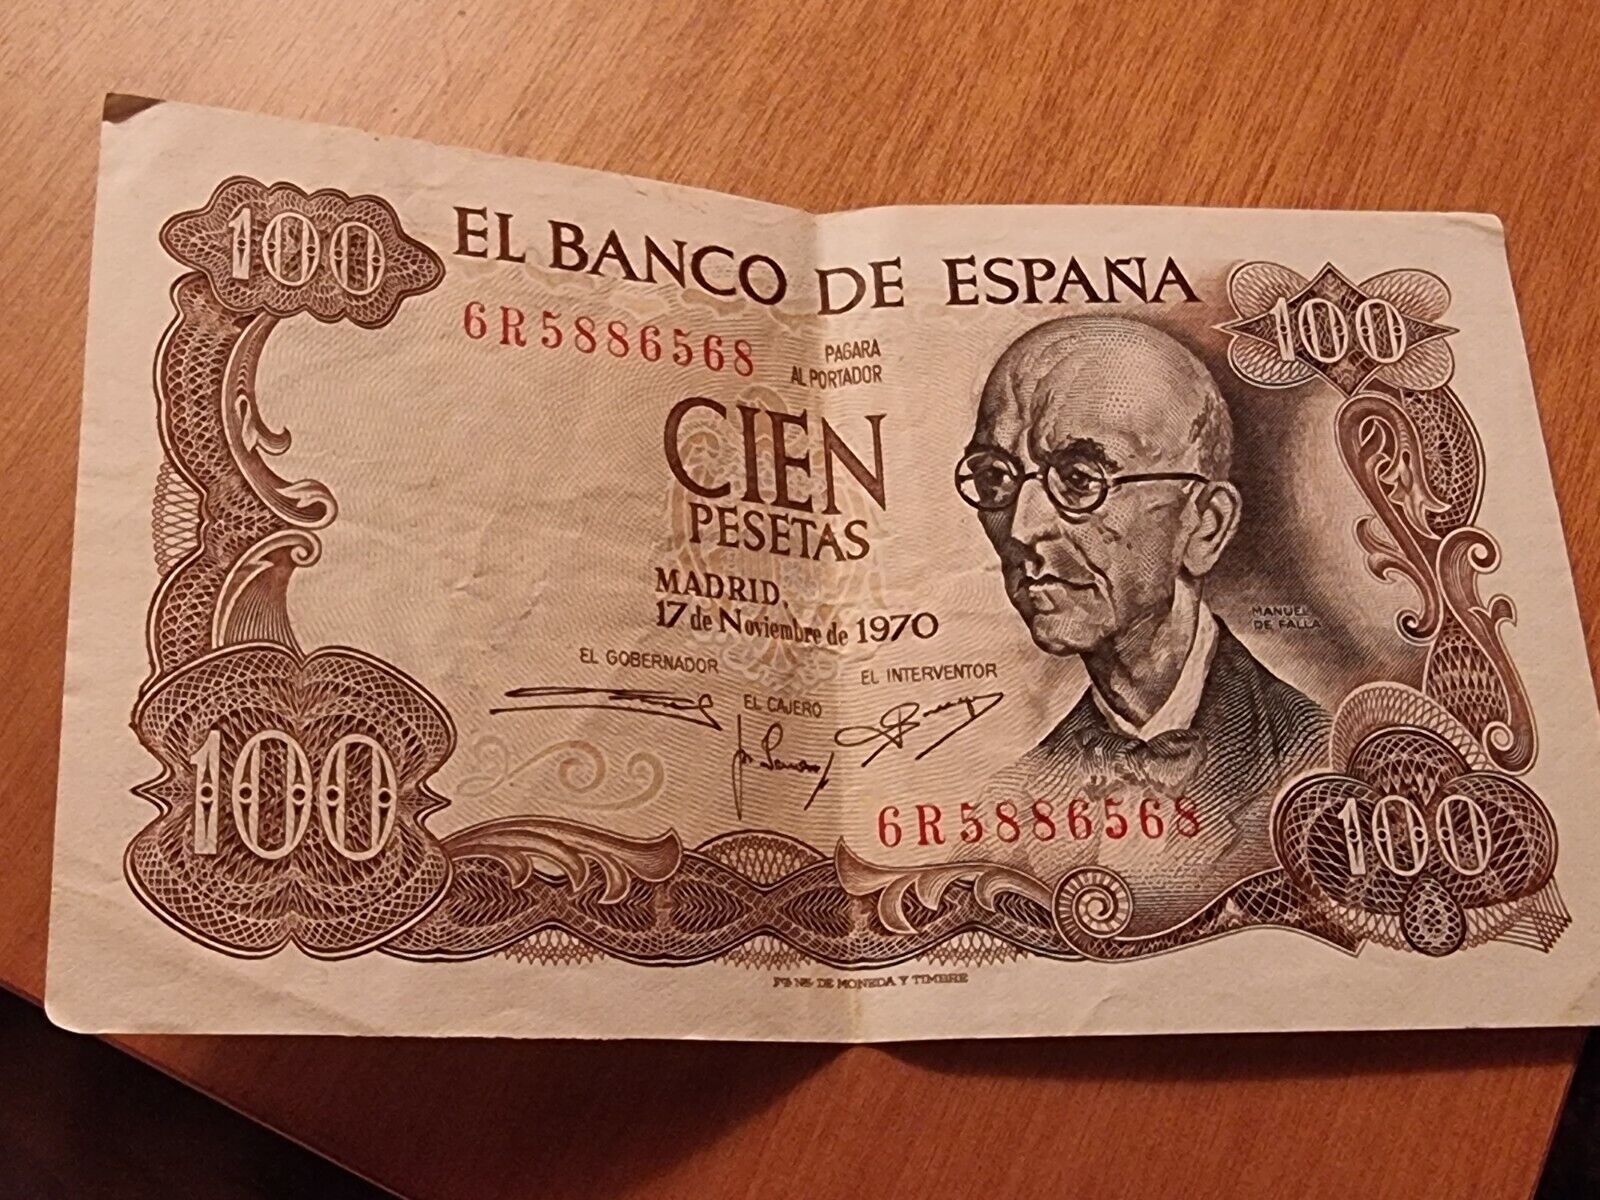 100
EL BANCO DE ESPAÑA
100
6R5886568
PAGARA
AL PORTADOR
CIEN
PESETAS
MADRID,
17 de Noviembre de 1970
MANUEL
DE FALLA
EL GOBERNADOR
EL CAJERO
EL INTERVENTOR
100
6R5886568
100
DE MONEDA Y TIMBRE